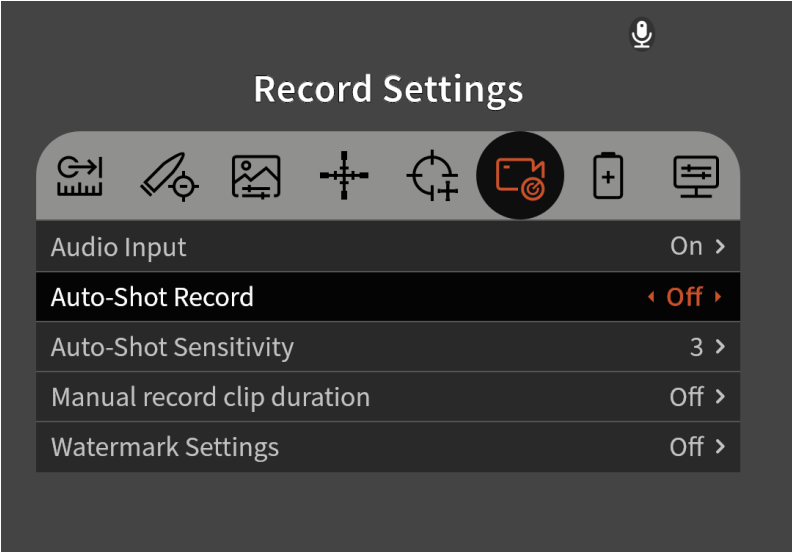 Record Settings
Audio Input On
Auto-Shot Record Off
Auto-Shot Sensitivity 3
Manual record clip duration Off
Watermark Settings Off